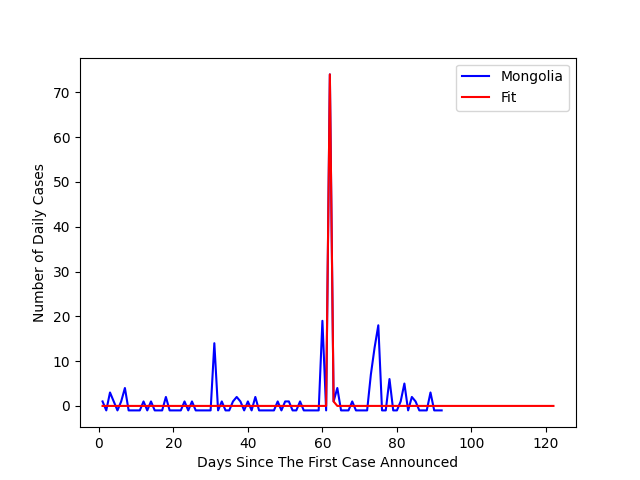 Mongolia
Fit
70
60
50
40
30
20
10
0
Number of Daily Cases
0 20 40 60 80 100 120
Days Since The First Case Announced